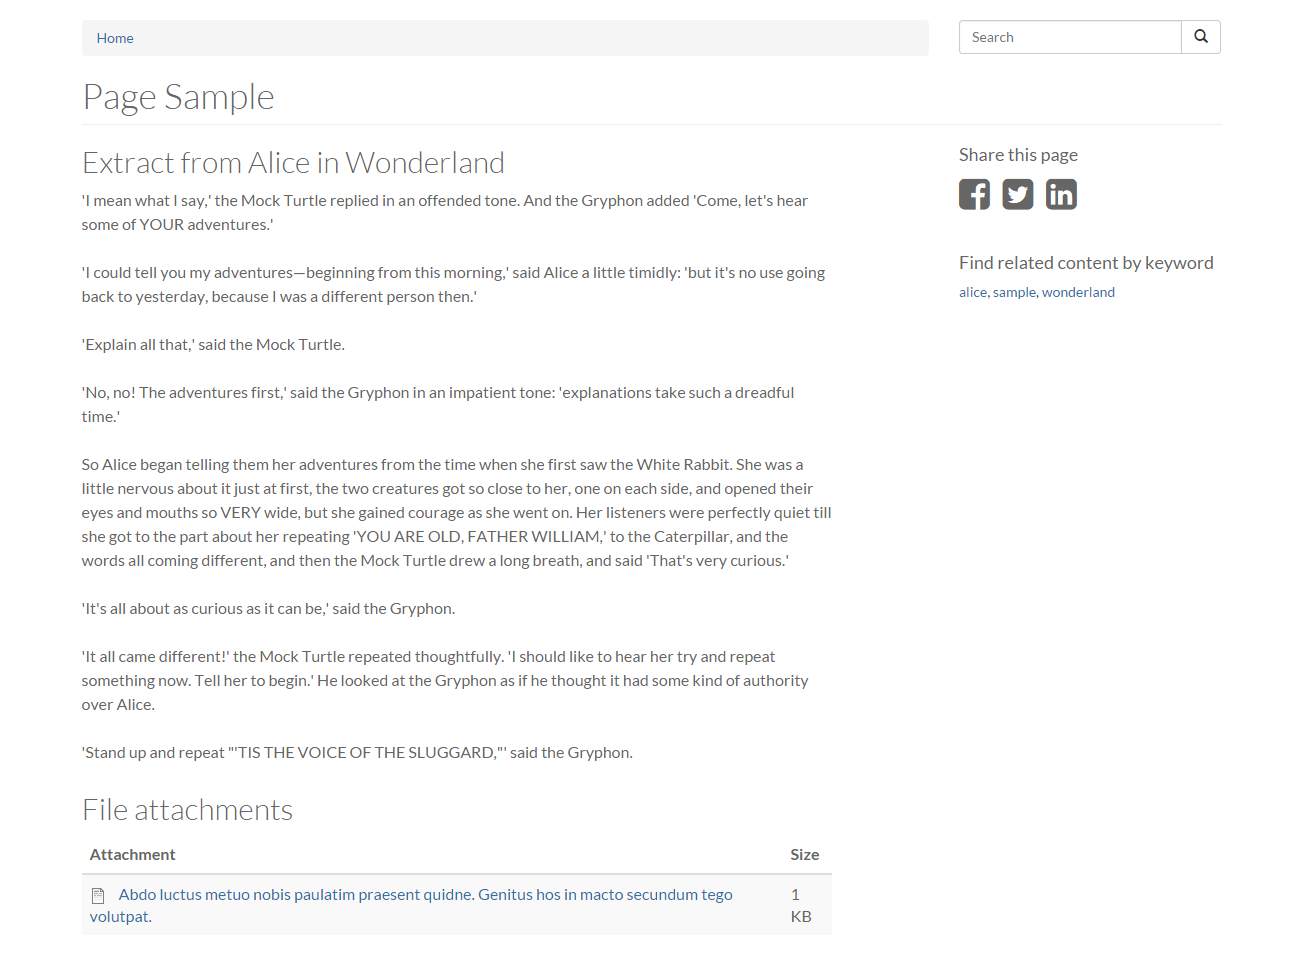 Home
Search
Page Sample
Extract from Alice in Wonderland
'I mean what I say,' the Mock Turtle replied in an offended tone. And the Gryphon added 'Come, let's hear
some of YOUR adventures.'
'I could tell you my adventures—beginning from this morning,' said Alice a little timidly: 'but it's no use going
back to yesterday, because I was a different person then.'
'Explain all that,' said the Mock Turtle.
'No, no! The adventures first,' said the Gryphon in an impatient tone: 'explanations take such a dreadful
time.'
So Alice began telling them her adventures from the time when she first saw the White Rabbit. She was a
little nervous about it just at first, the two creatures got so close to her, one on each side, and opened their
eyes and mouths so VERY wide, but she gained courage as she went on. Her listeners were perfectly quiet till
she got to the part about her repeating 'YOU ARE OLD, FATHER WILLIAM,' to the Caterpillar, and the
words all coming different, and then the Mock Turtle drew a long breath, and said 'That's very curious.'
'It's all about as curious as it can be,' said the Gryphon.
'It all came different!' the Mock Turtle repeated thoughtfully. 'I should like to hear her try and repeat
something now. Tell her to begin.' He looked at the Gryphon as if he thought it had some kind of authority
over Alice.
'Stand up and repeat "'TIS THE VOICE OF THE SLUGGARD,"' said the Gryphon.
File attachments
Attachment Size
Abdo luctus metuo nobis paulatim praesent quidne. Genitus hos in macto secundum tego
volutpat.
1
KB
Share this page
Find related content by keyword
alice, sample, wonderland